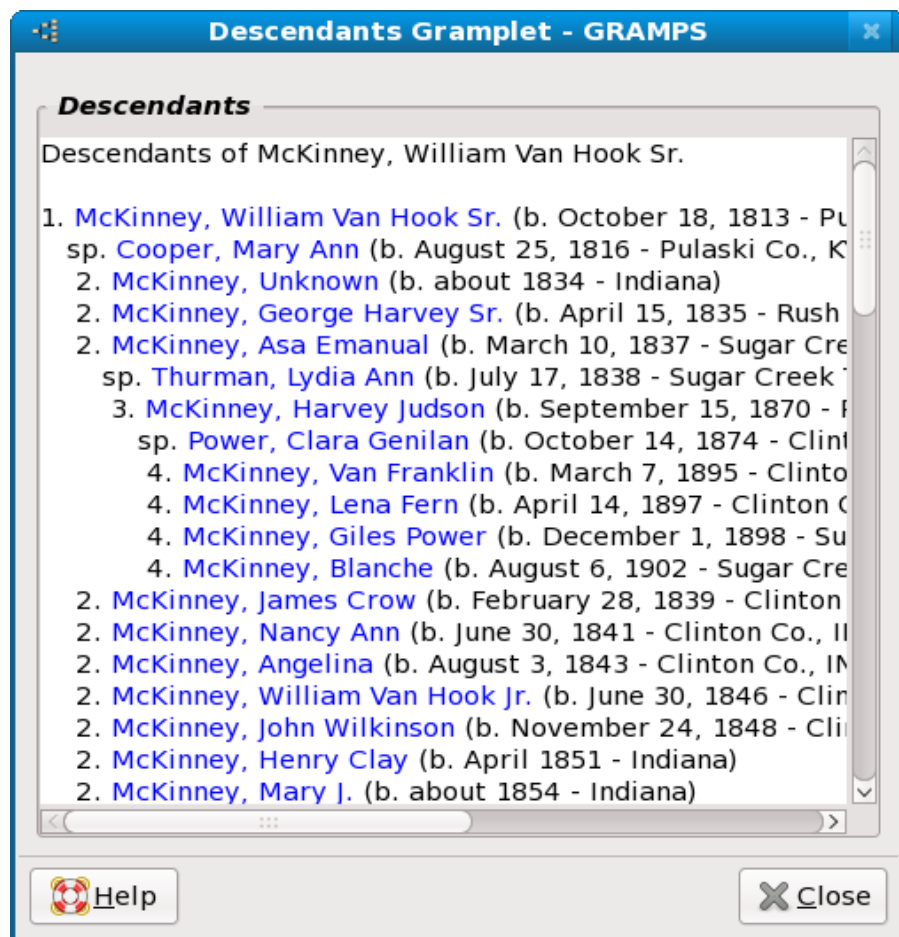 Descendants Gramplet - GRAMPS
Descendants
Descendants of McKinney, William Van Hook Sr.
1. McKinney, William Van Hook Sr. (b. October 18, 1813 -
sp. Cooper, Mary Ann (b. August 25, 1816 - Pulaski Co.,
2. McKinney, Unknown (b. about 1834 - Indiana)
2. McKinney, George Harvey Sr. (b. April 15, 1835 - Rush
2. McKinney, Asa Emanual (b. March 10, 1837 - Sugar Cre
sp. Thurman, Lydia Ann (b. July 17, 1838 - Sugar Creek
3. McKinney, Harvey Judson (b. September 15, 1870 -
sp. Power, Clara Genilan (b. October 14, 1874 - Clint
4. McKinney, Van Franklin (b. March 7, 1895 - Clinto
4. McKinney, Lena Fern (b. April 14, 1897 - Clinton
4. McKinney, Giles Power (b. December 1, 1898 - Su
4. McKinney, Blanche (b. August 6, 1902 - Sugar Cre
2. McKinney, James Crow (b. February 28, 1839 - Clinton
2. McKinney, Nancy Ann (b. June 30, 1841 - Clinton Co.,
2. McKinney, Angelina (b. August 3, 1843 - Clinton Co., IN
2. McKinney, William Van Hook Jr. (b. June 30, 1846 - Clin
2. McKinney, John Wilkinson (b. November 24, 1848 - Cli
2. McKinney, Henry Clay (b. April 1851 - Indiana)
2. McKinney, Mary J. (b. about 1854 - Indiana)
Help
Close